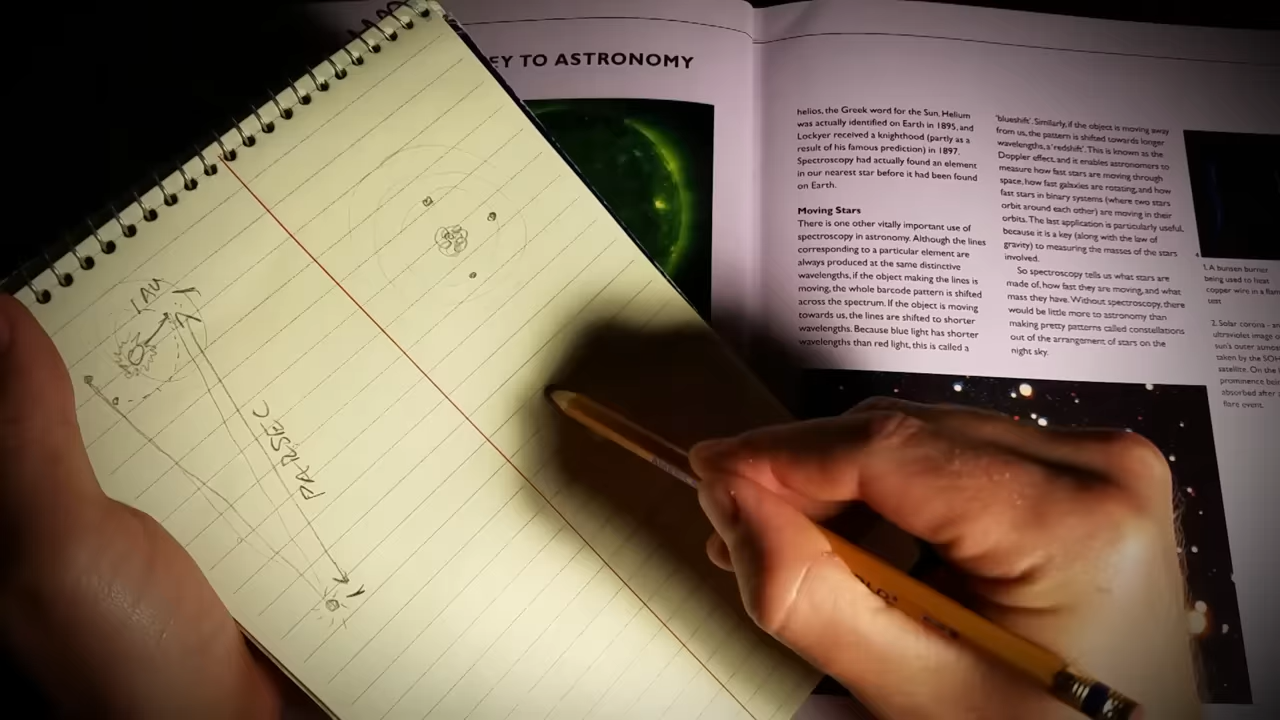 1AU
PARSEC
EY TO ASTRONOMY
helios, the Greek word for the Sun. Helium
was actually identified on Earth in 1895, and
Lockyer received a knighthood (partly as a
result of his famous prediction) in 1897.
Spectroscopy had actually found an element
in our nearest star before it had been found
on Earth.
Moving Stars
There is one other vitally important use of
spectroscopy in astronomy. Although the lines
corresponding to a particular element are
always produced at the same distinctive
wavelengths, if the object making the lines is
moving, the whole barcode pattern is shifted
across the spectrum. If the object is moving
towards us, the lines are shifted to shorter
wavelengths. Because blue light has shorter
wavelengths than red light, this is called a
'blueshift'. Similarly, if the object is moving away
from us, the pattern is shifted towards longer
wavelengths, a 'redshift'. This is known as the
Doppler effect, and it enables astronomers to
measure how fast stars are moving through
space, how fast galaxies are rotating, and how
fast stars in binary systems (where two stars
orbit around each other) are moving in their
orbits. The last application is particularly useful,
because it is a key (along with the law of
gravity) to measuring the masses of the stars
involved.
So spectroscopy tells us what stars are
made of, how fast they are moving, and what
mass they have. Without spectroscopy, there
would be little more to astronomy than
making pretty patterns called constellations
out of the arrangement of stars on the
night sky.
1. A bunsen burner
being used to heat
copper wire in a flam
test
2. Solar corona - an
ultraviolet image o
sun's outer atmos
taken by the SOH
satellite. On the
prominence bein
absorbed after
flare event.